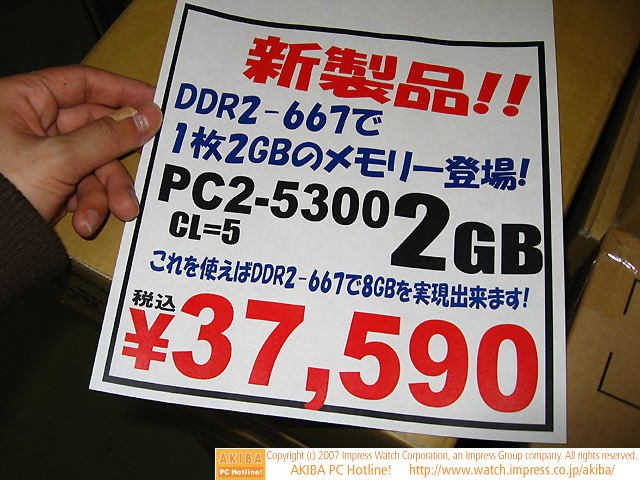 新製品!!
DDR2-667で
1枚2GBのメモリー登場!
PC2-5300 2GB
CL=5
これを使えばDDR2-667で8GBを実現出来ます!
税込
¥37,590
AKIBA
PC Hotline!
Copyright (c) 2007 Impress Watch Corporation, an Impress Group company. All rights reserved.
AKIBA PC Hotline! http://www.watch.impress.co.jp/akiba/